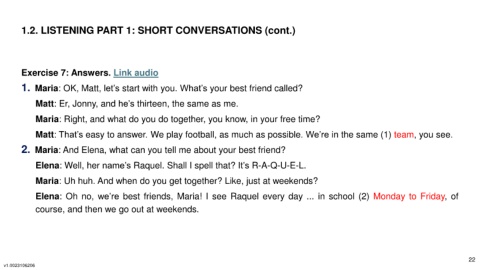 1.2. LISTENING PART 1: SHORT CONVERSATIONS (cont.)
Exercise 7: Answers. Link audio
1. Maria: OK, Matt, let's start with you. What's your best friend called?
Matt: Er, Jonny, and he's thirteen, the same as me.
Maria: Right, and what do you do together, you know, in your free time?
Matt: That's easy to answer. We play football, as much as possible. We're in the same (1) team, you see.
2. Maria: And Elena, what can you tell me about your best friend?
Elena: Well, her name's Raquel. Shall I spell that? It's R-A-Q-U-E-L.
Maria: Uh huh. And when do you get together? Like, just at weekends?
Elena: Oh no, we're best friends, Maria! I see Raquel every day ... in school (2) Monday to Friday, of
course, and then we go out at weekends.
22